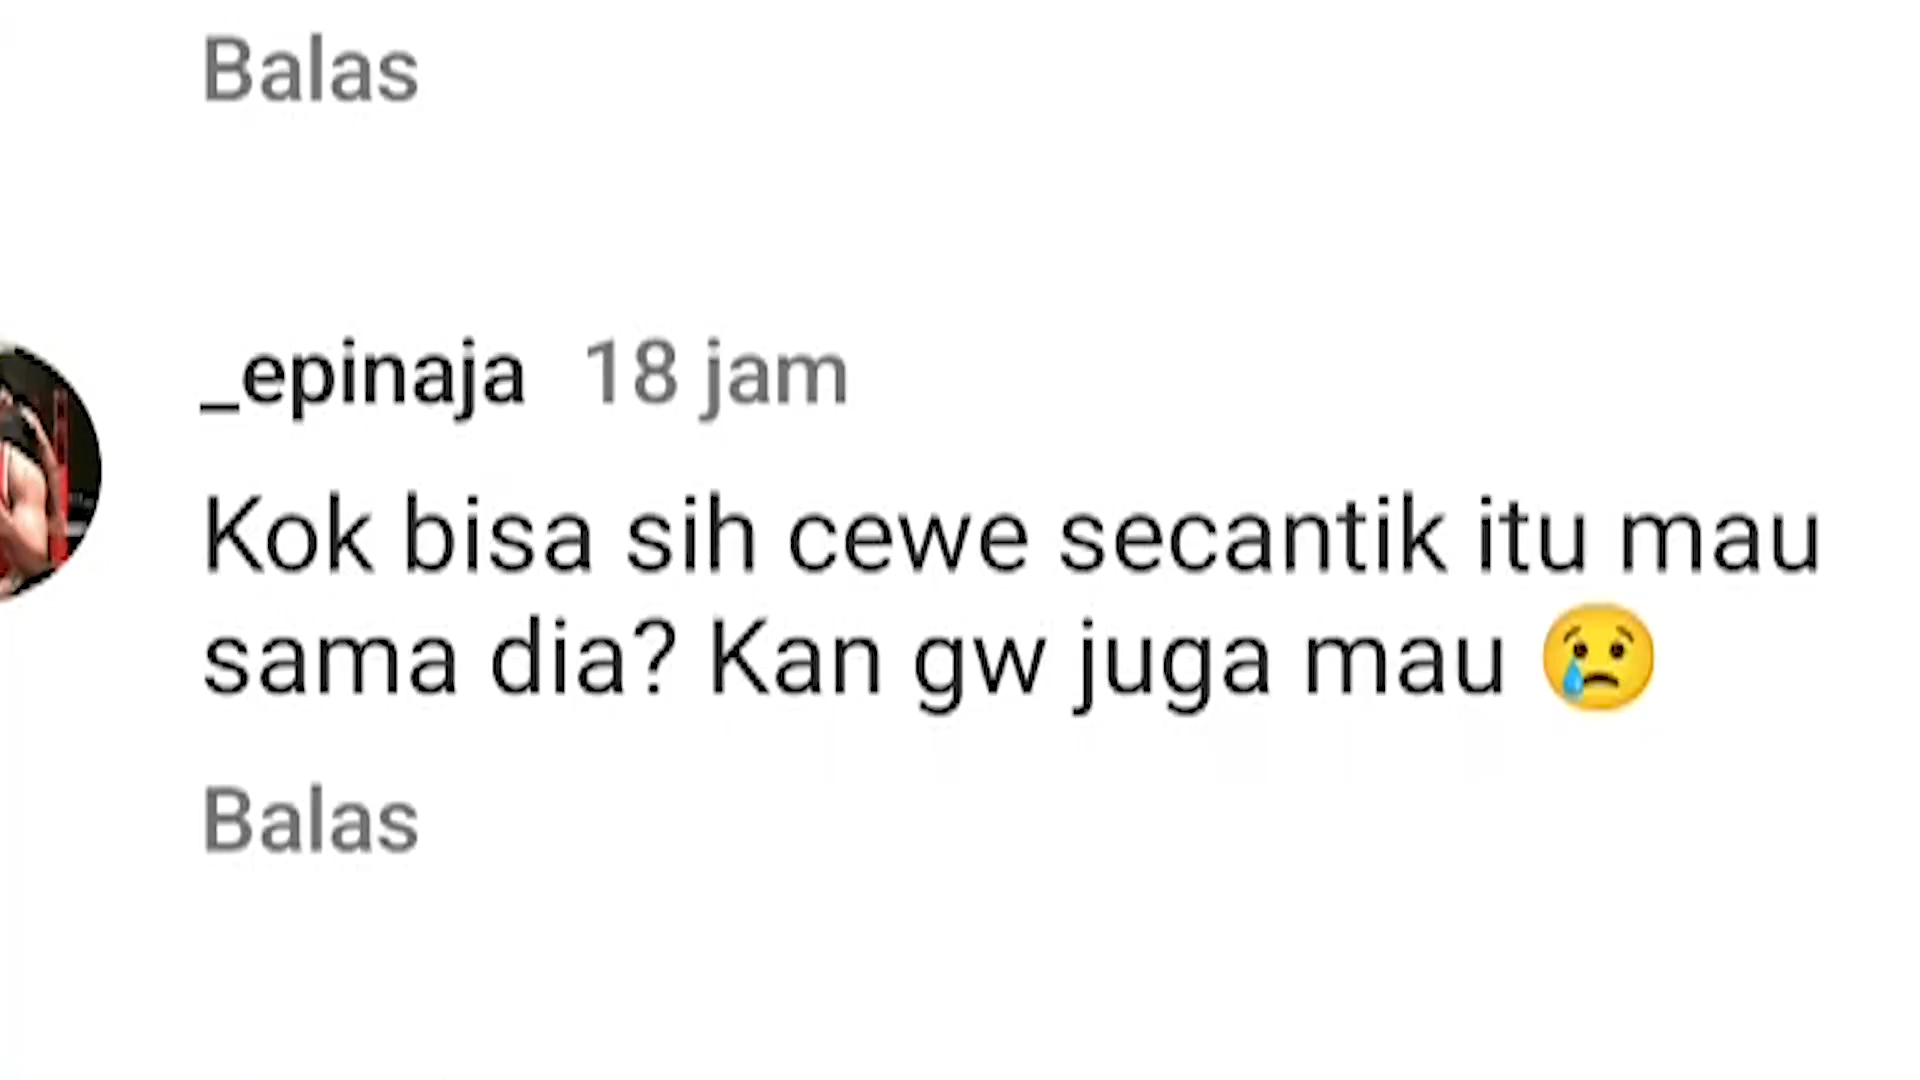 Balas
_epinaja 18 jam
Kok bisa sih cewe secantik itu mau
sama dia? Kan gw juga mau 😢
Balas